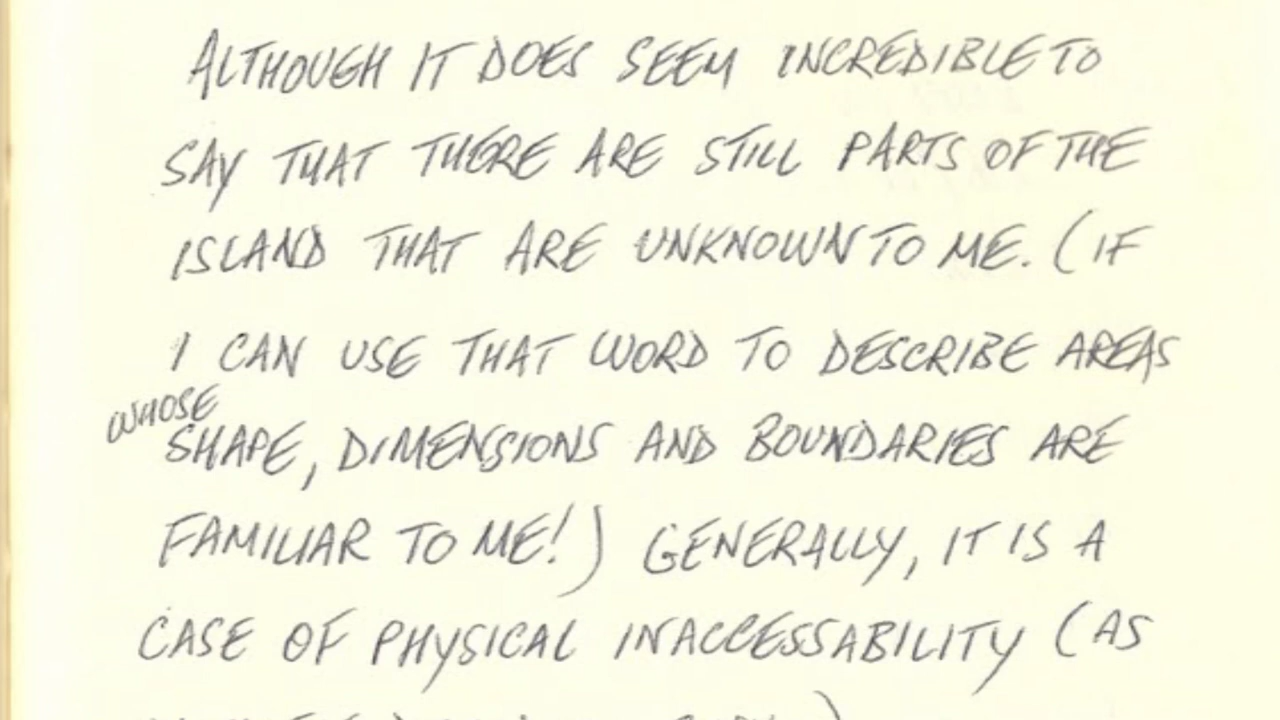 ALTHOUGH IT DOES SEEM INCREDIBLE TO
SAY THAT THERE ARE STILL PARTS OF THE
ISLAND THAT ARE UNKNOWN TO ME. (IF
I CAN USE THAT WORD TO DESCRIBE AREAS
WHOSE
SHAPE, DIMENSIONS AND BOUNDARIES ARE
FAMILIAR TO ME!) GENERALLY, IT IS A
CASE OF PHYSICAL INACCESSABILITY (AS